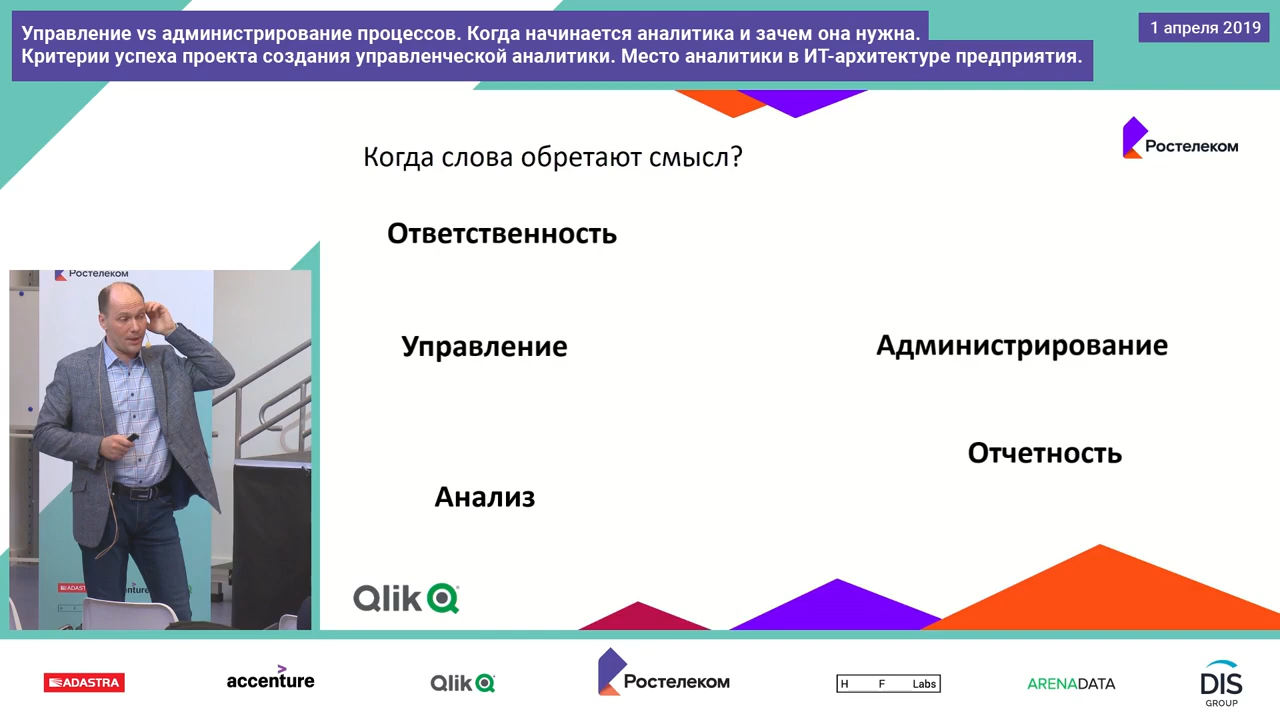 Управление vs администрирование процессов. Когда начинается аналитика и зачем она нужна.
Критерии успеха проекта создания управленческой аналитики. Место аналитики в ИТ-архитектуре предприятия.
1 апреля 2019
Ростелеком
Когда слова обретают смысл?
Ответственность
Управление
Администрирование
Отчетность
Анализ
Qlik
Ростелеком
ADASTRA
accenture
Qlik
Ростелеком
H F Labs
ARENADATA
DIS
GROUP